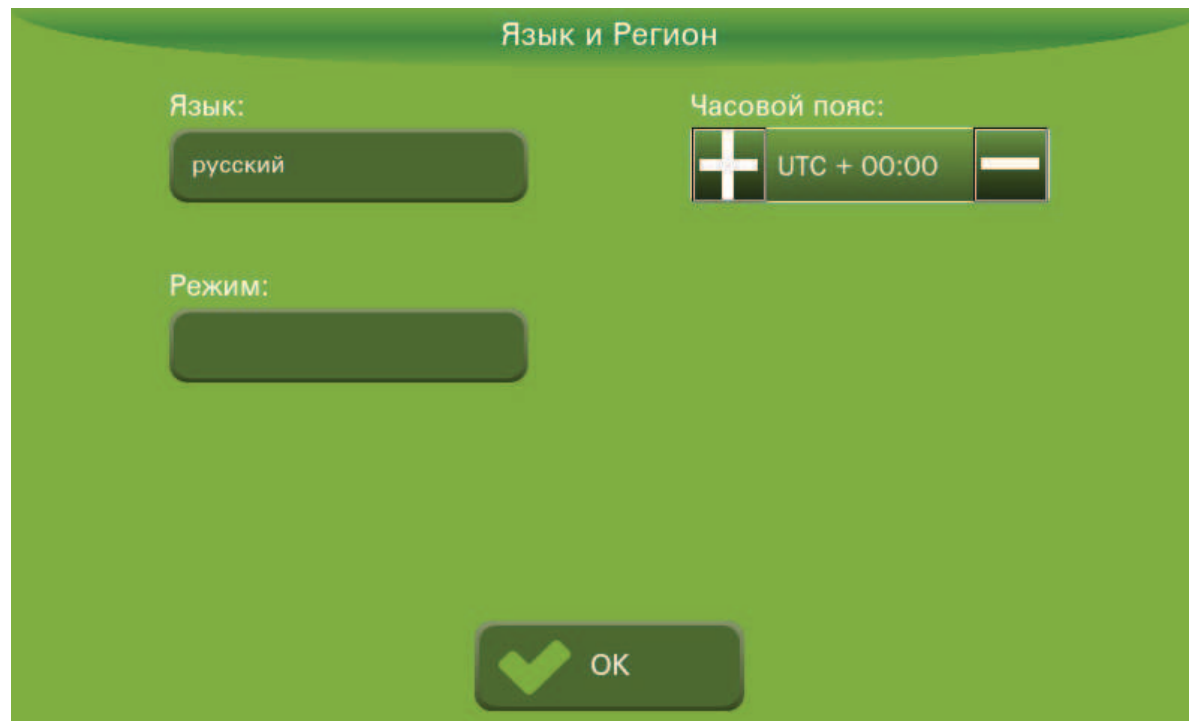 Язык и Регион
Язык:
русский
Часовой пояс:
UTC + 00:00
Режим:
OK